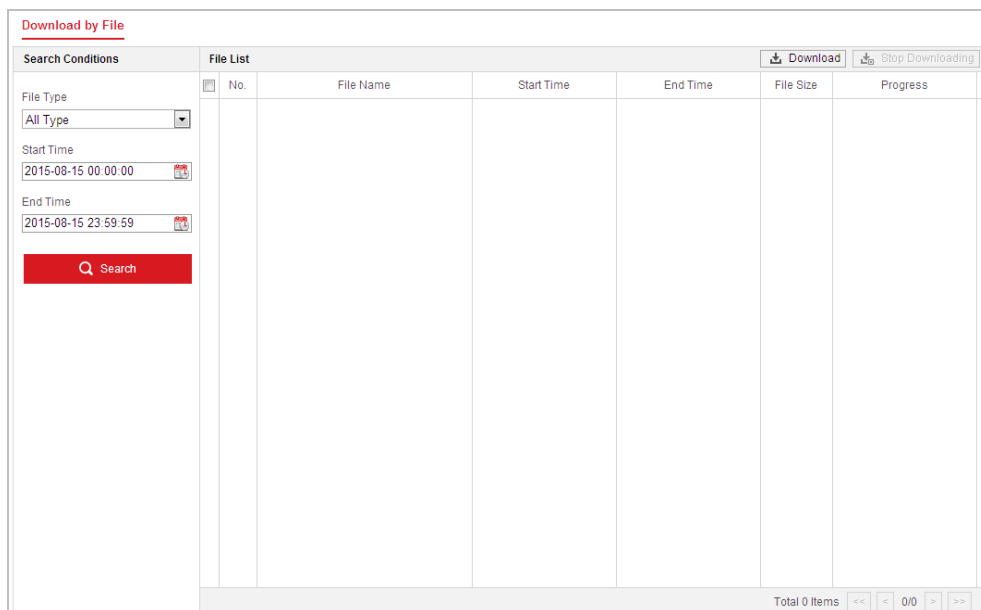 Download by File
Search Conditions
File List
Download
Stop Downloading
No.
File Name
Start Time
End Time
File Size
Progress
File Type
All Type
Start Time
2015-08-15 00:00:00
End Time
2015-08-15 23:59:59
Search
Total 0 Items << < 0/0 > >>